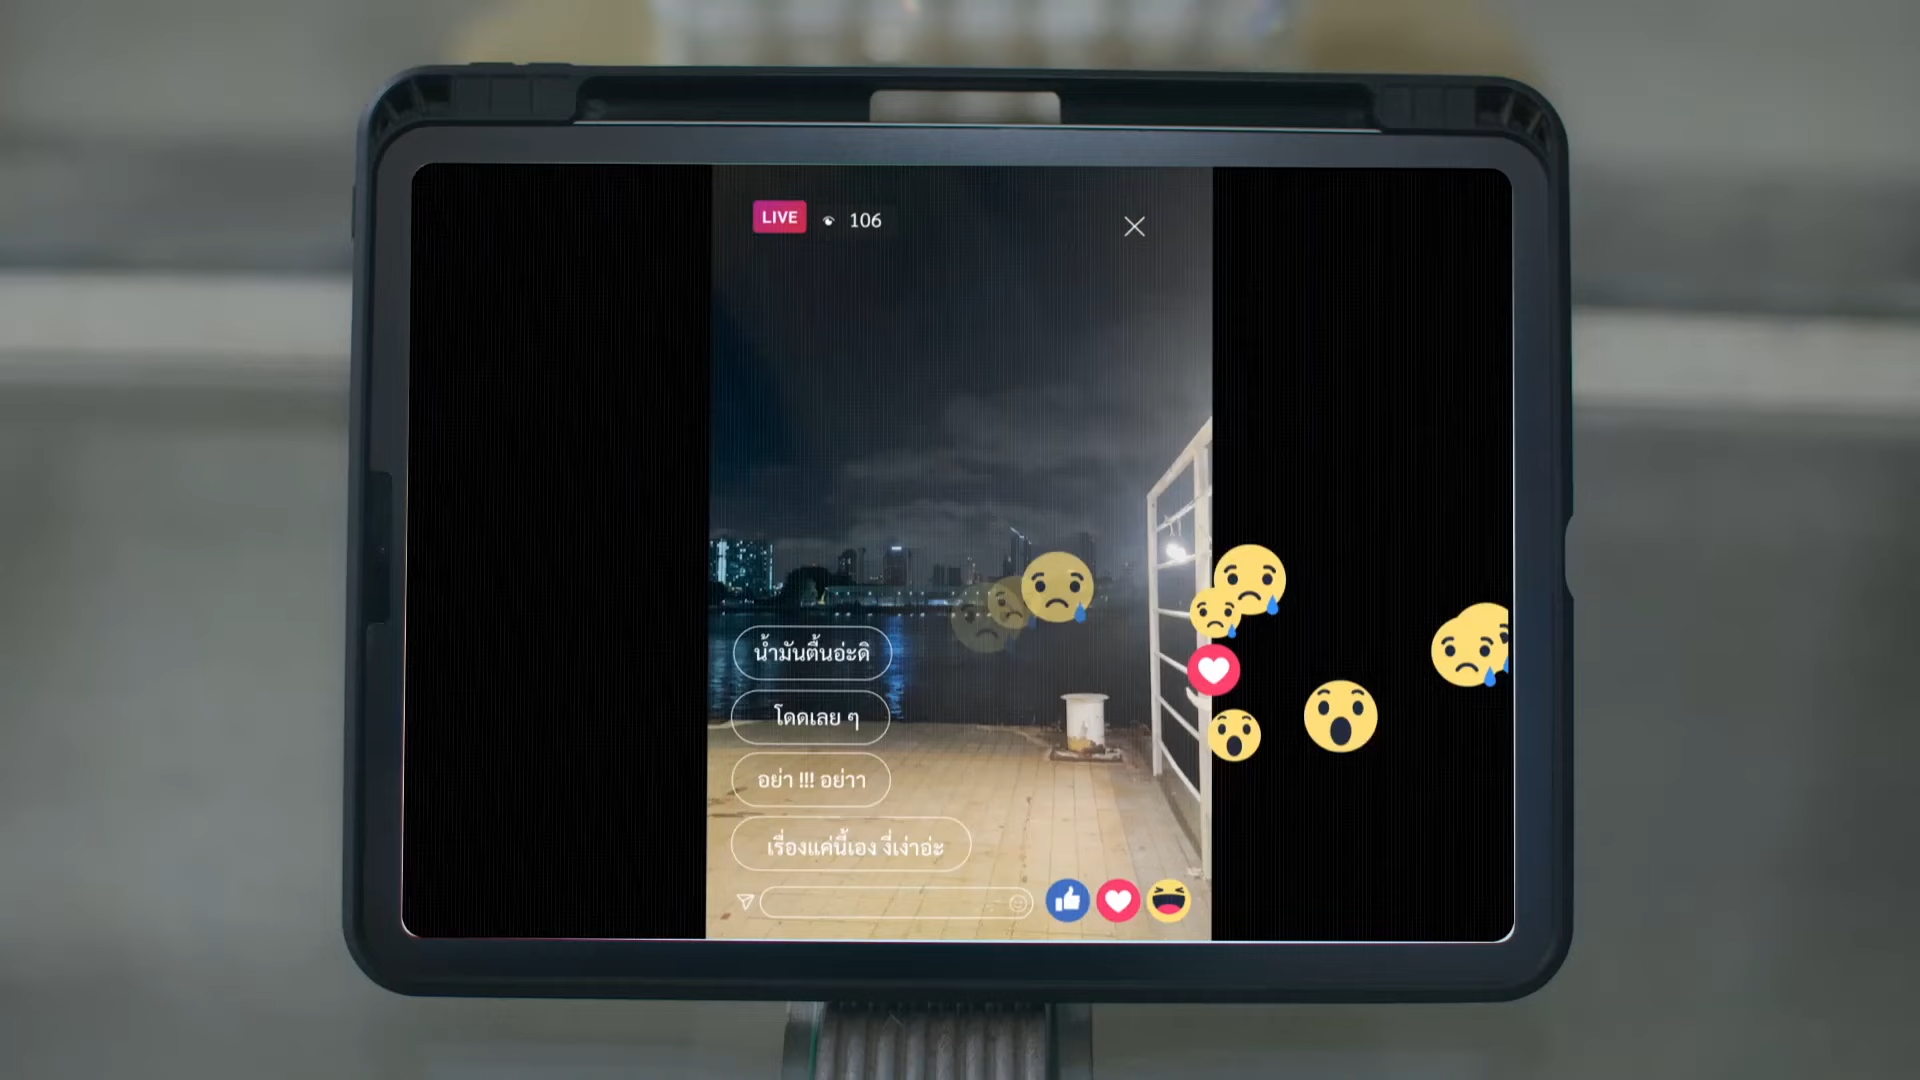 LIVE 106
น้ำมันตื้นอ่ะดิ
โดดเลย ๆ
อย่า !!! อย่าา
เรื่องแค่นี้เอง งี่เง่าอ่ะ